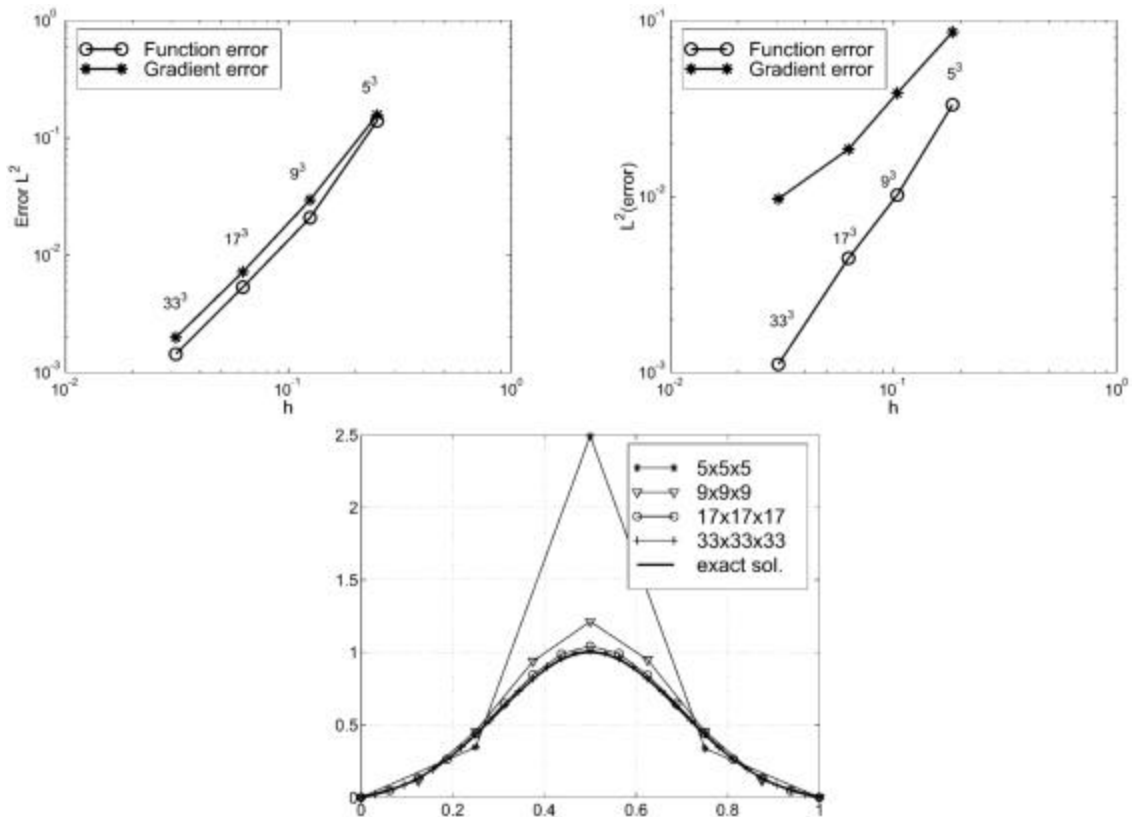 10⁰
Function error
Gradient error
5³
10⁻¹
Error L²
9³
17³
10⁻²
33³
10⁻³
10⁻²
10⁻¹
10⁰
h
10⁻¹
Function error
Gradient error
5³
L²(error)
10⁻²
9³
17³
33³
10⁻³
10⁻²
10⁻¹
10⁰
h
2.5
5x5x5
9x9x9
2
17x17x17
33x33x33
exact sol.
1.5
1
0.5
0
0
0.2
0.4
0.6
0.8
1